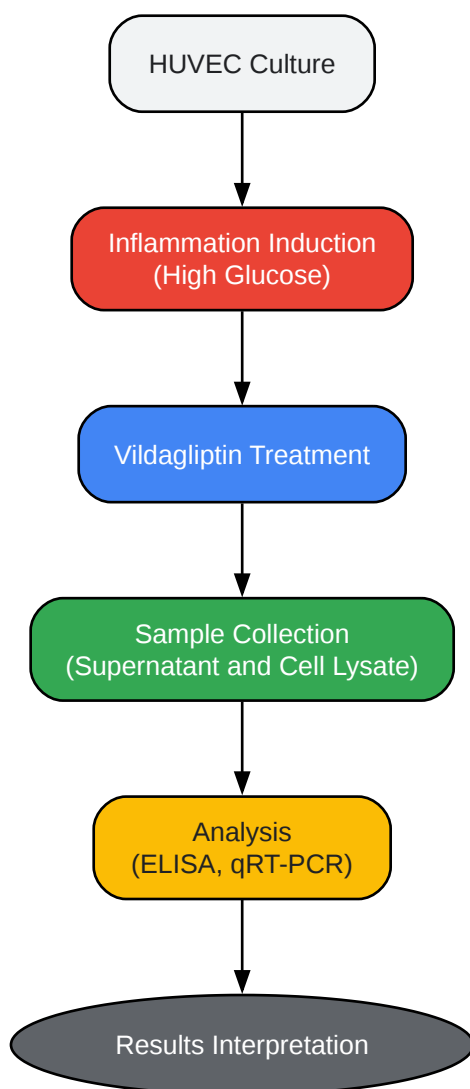 HUVEC Culture
Inflammation Induction
(High Glucose)
Vildagliptin Treatment
Sample Collection
(Supernatant and Cell Lysate)
Analysis
(ELISA, qRT-PCR)
Results Interpretation